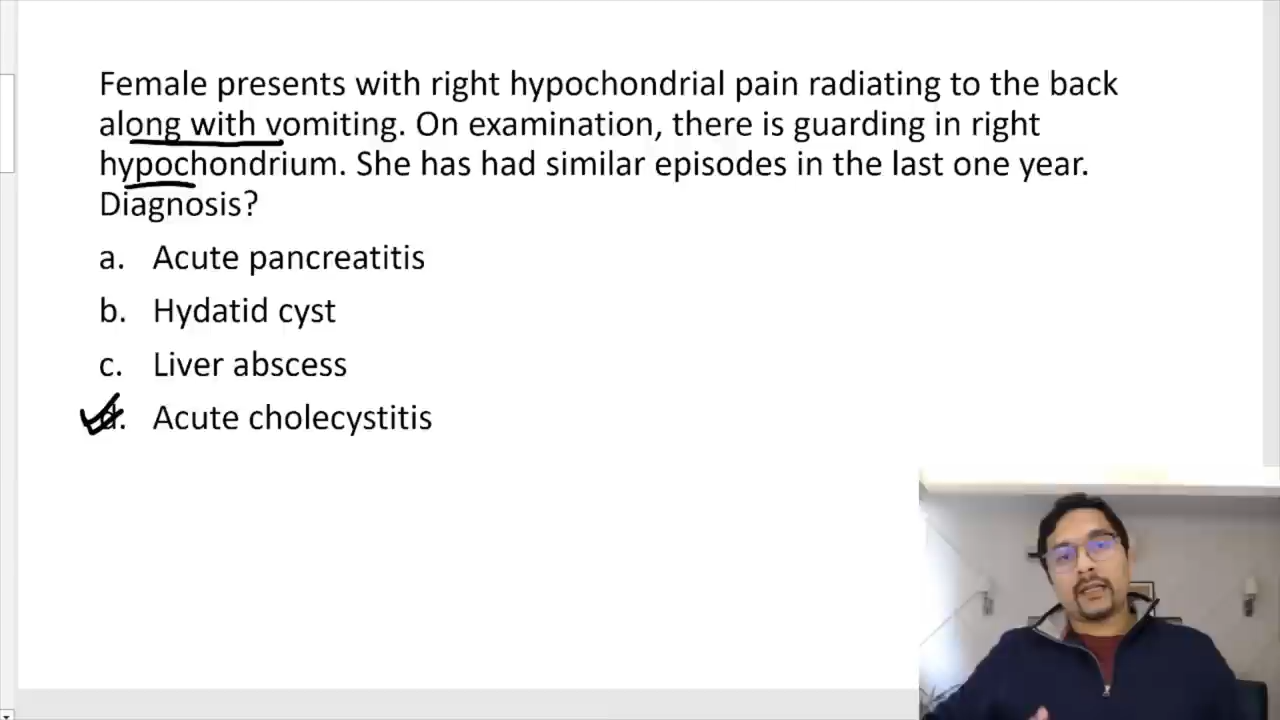 Female presents with right hypochondrial pain radiating to the back
along with vomiting. On examination, there is guarding in right
hypochondrium. She has had similar episodes in the last one year.
Diagnosis?
a. Acute pancreatitis
b. Hydatid cyst
c. Liver abscess
d. Acute cholecystitis